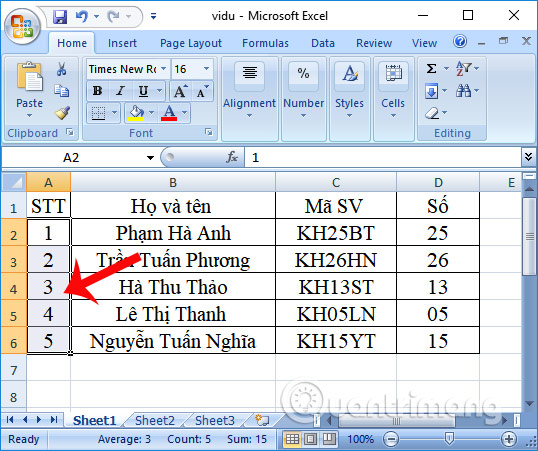 vidu - Microsoft Excel
Home Insert Page Layout Formulas Data Review View
Times New Ro 16
Paste B I U A A Alignment Number Styles Cells Σ
Clipboard Font Editing
A2 fx 1
A B C D E
1 STT Họ và tên Mã SV Số
2 1 Phạm Hà Anh KH25BT 25
3 2 Trần Tuấn Phương KH26HN 26
4 3 Hà Thu Thảo KH13ST 13
5 4 Lê Thị Thanh KH05LN 05
6 5 Nguyễn Tuấn Nghĩa KH15YT 15
7
8
Quantrimang
Sheet1 Sheet2 Sheet3
Ready Average: 3 Count: 5 Sum: 15 100%